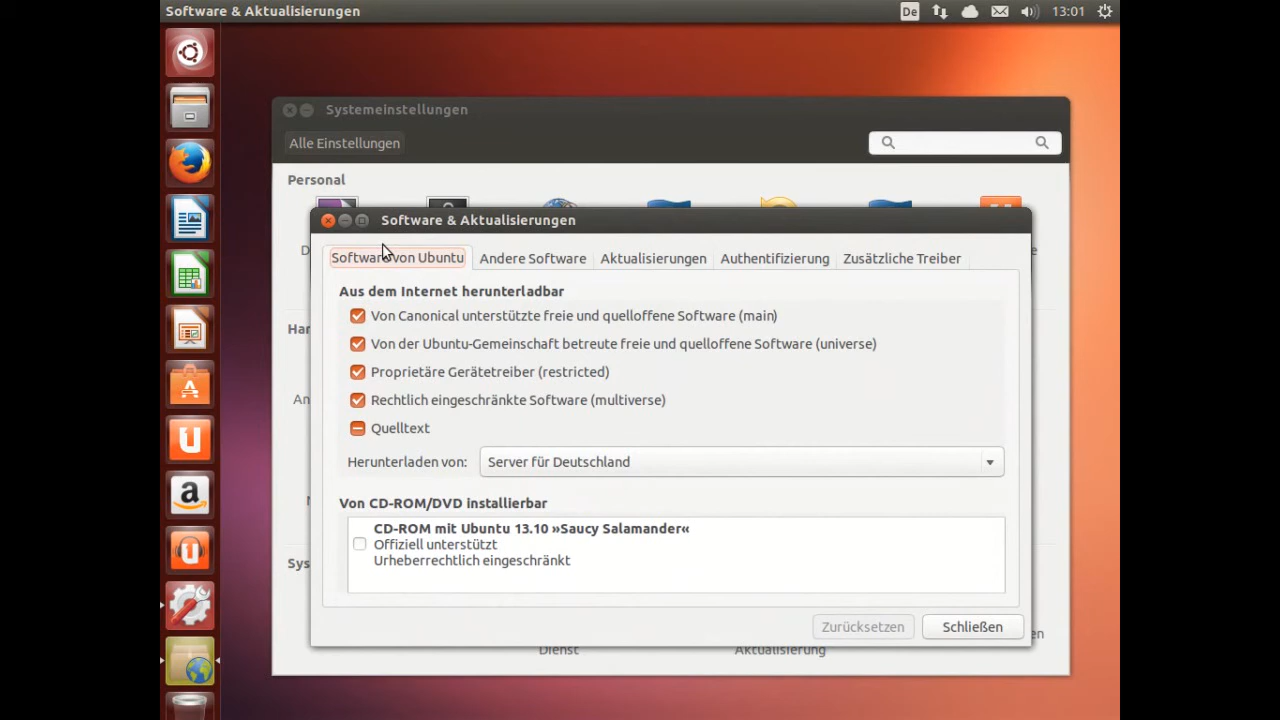 Software & Aktualisierungen
De
13:01
Systemeinstellungen
Alle Einstellungen
Personal
Software & Aktualisierungen
Software von Ubuntu
Andere Software
Aktualisierungen
Authentifizierung
Zusätzliche Treiber
Aus dem Internet herunterladbar
Von Canonical unterstützte freie und quelloffene Software (main)
Von der Ubuntu-Gemeinschaft betreute freie und quelloffene Software (universe)
Proprietäre Gerätetreiber (restricted)
Rechtlich eingeschränkte Software (multiverse)
Quelltext
Herunterladen von:
Server für Deutschland
Von CD-ROM/DVD installierbar
CD-ROM mit Ubuntu 13.10 »Saucy Salamander«
Offiziell unterstützt
Urheberrechtlich eingeschränkt
Zurücksetzen
Schließen
Dienst
Aktualisierung